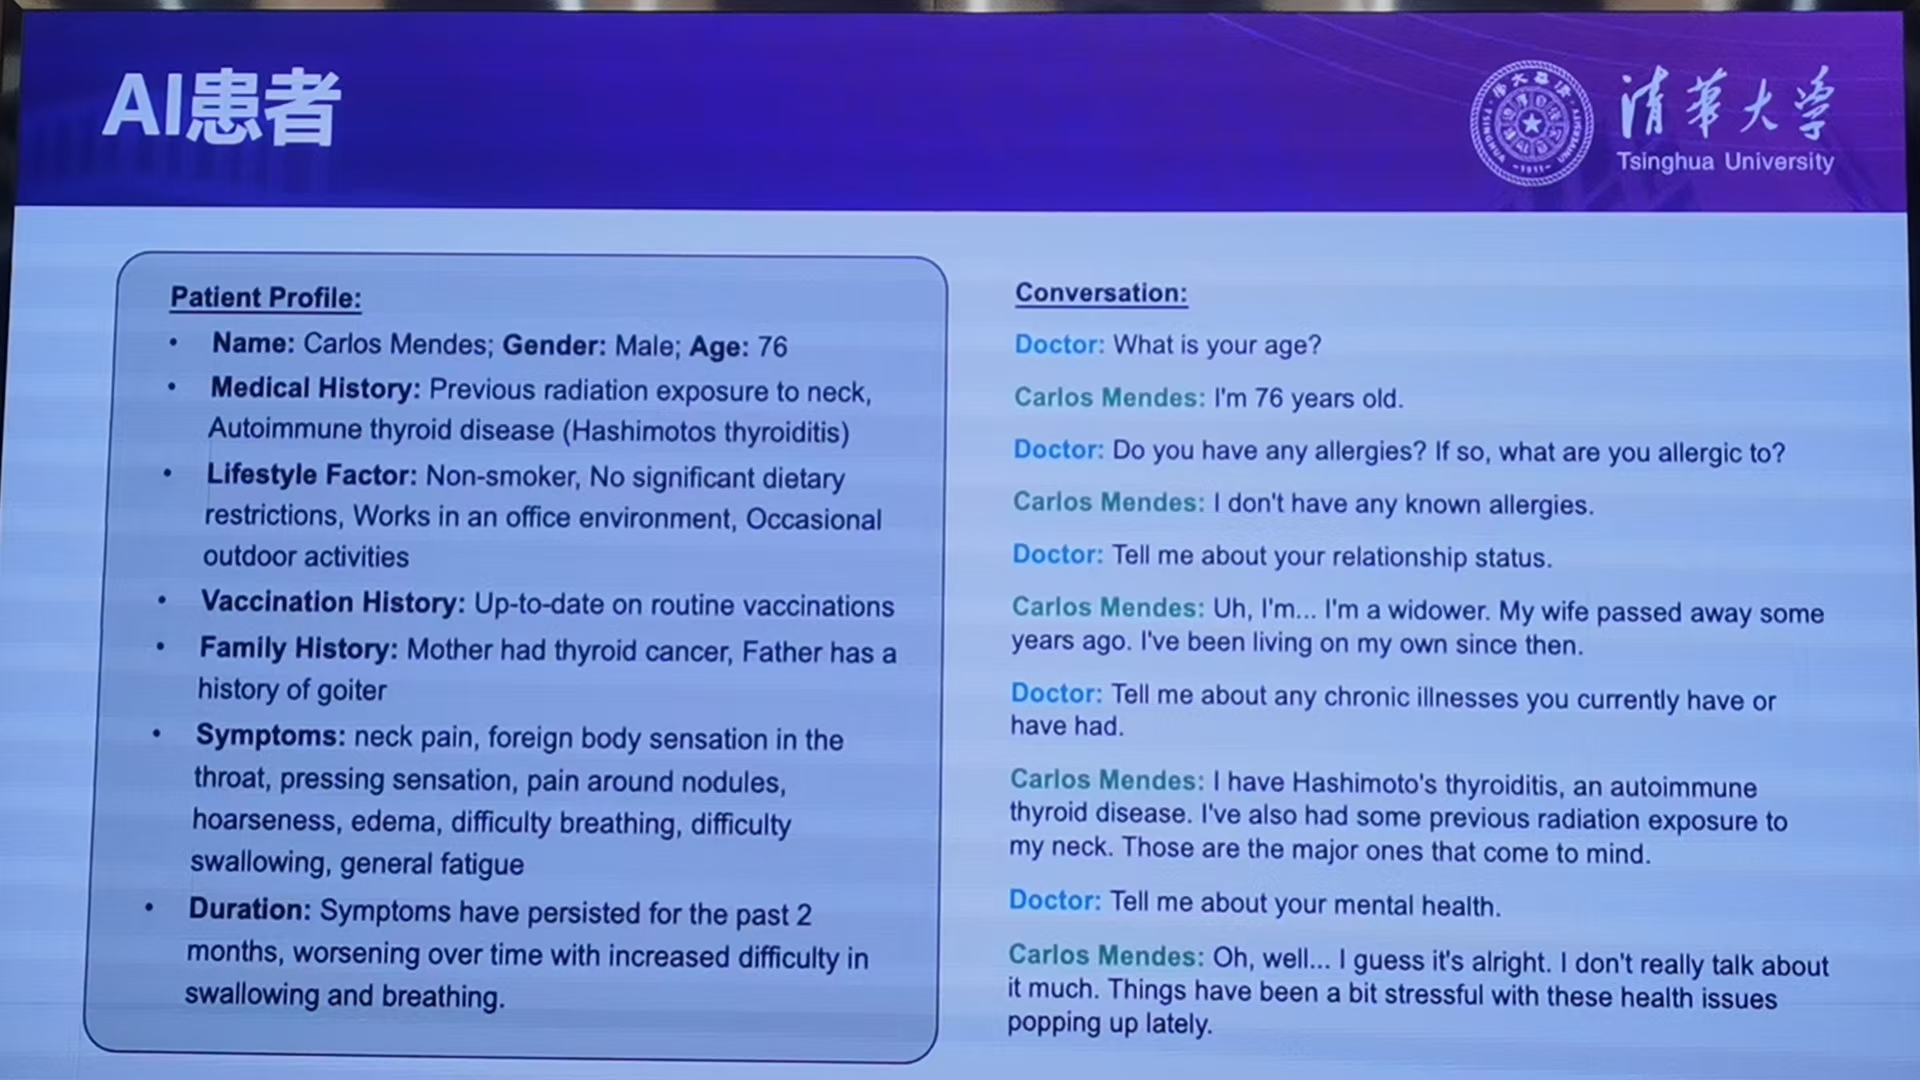 AI患者
清华大学
Tsinghua University
Patient Profile:
• Name: Carlos Mendes; Gender: Male; Age: 76
• Medical History: Previous radiation exposure to neck,
Autoimmune thyroid disease (Hashimotos thyroiditis)
• Lifestyle Factor: Non-smoker, No significant dietary
restrictions, Works in an office environment, Occasional
outdoor activities
• Vaccination History: Up-to-date on routine vaccinations
• Family History: Mother had thyroid cancer, Father has a
history of goiter
• Symptoms: neck pain, foreign body sensation in the
throat, pressing sensation, pain around nodules,
hoarseness, edema, difficulty breathing, difficulty
swallowing, general fatigue
• Duration: Symptoms have persisted for the past 2
months, worsening over time with increased difficulty in
swallowing and breathing.
Conversation:
Doctor: What is your age?
Carlos Mendes: I'm 76 years old.
Doctor: Do you have any allergies? If so, what are you allergic to?
Carlos Mendes: I don't have any known allergies.
Doctor: Tell me about your relationship status.
Carlos Mendes: Uh, I'm... I'm a widower. My wife passed away some
years ago. I've been living on my own since then.
Doctor: Tell me about any chronic illnesses you currently have or
have had.
Carlos Mendes: I have Hashimoto's thyroiditis, an autoimmune
thyroid disease. I've also had some previous radiation exposure to
my neck. Those are the major ones that come to mind.
Doctor: Tell me about your mental health.
Carlos Mendes: Oh, well... I guess it's alright. I don't really talk about
it much. Things have been a bit stressful with these health issues
popping up lately.